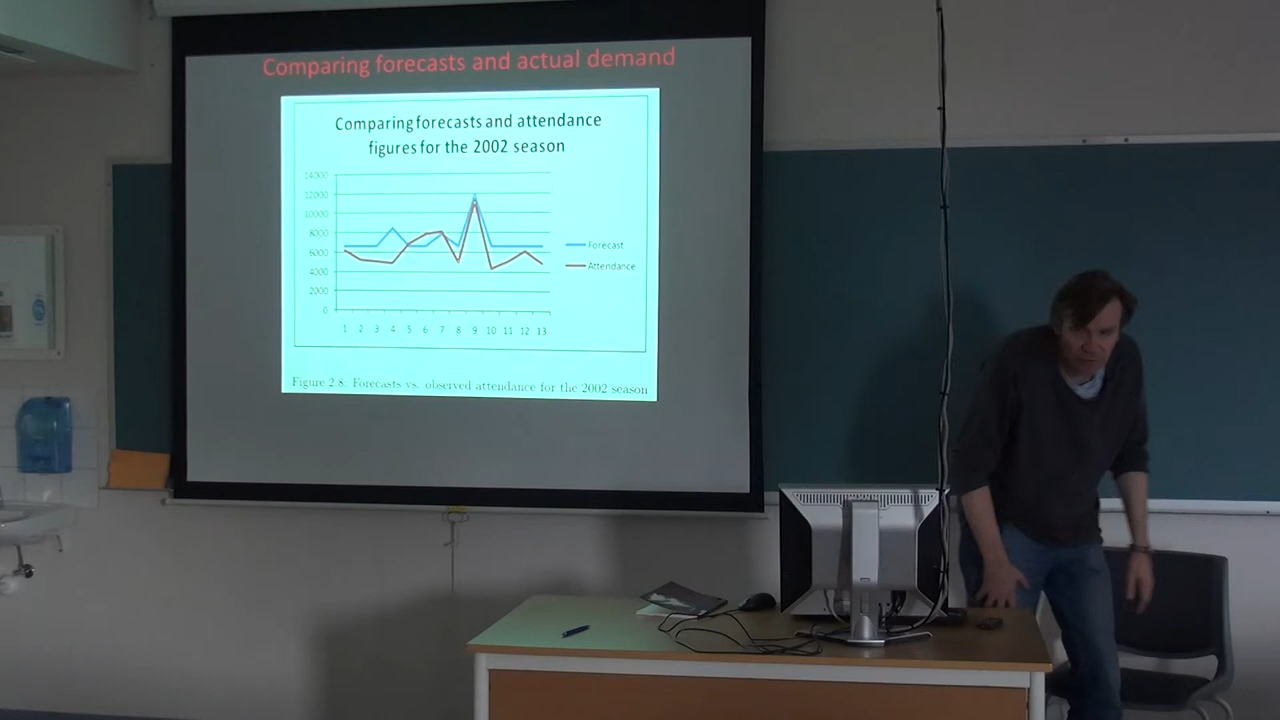 Comparing forecasts and actual demand
Comparing forecasts and attendance
figures for the 2002 season
14000
12000
10000
8000
6000
4000
2000
0
1 2 3 4 5 6 7 8 9 10 11 12 13
Forecast
Attendance
Figure 2.8: Forecasts vs. observed attendance for the 2002 season